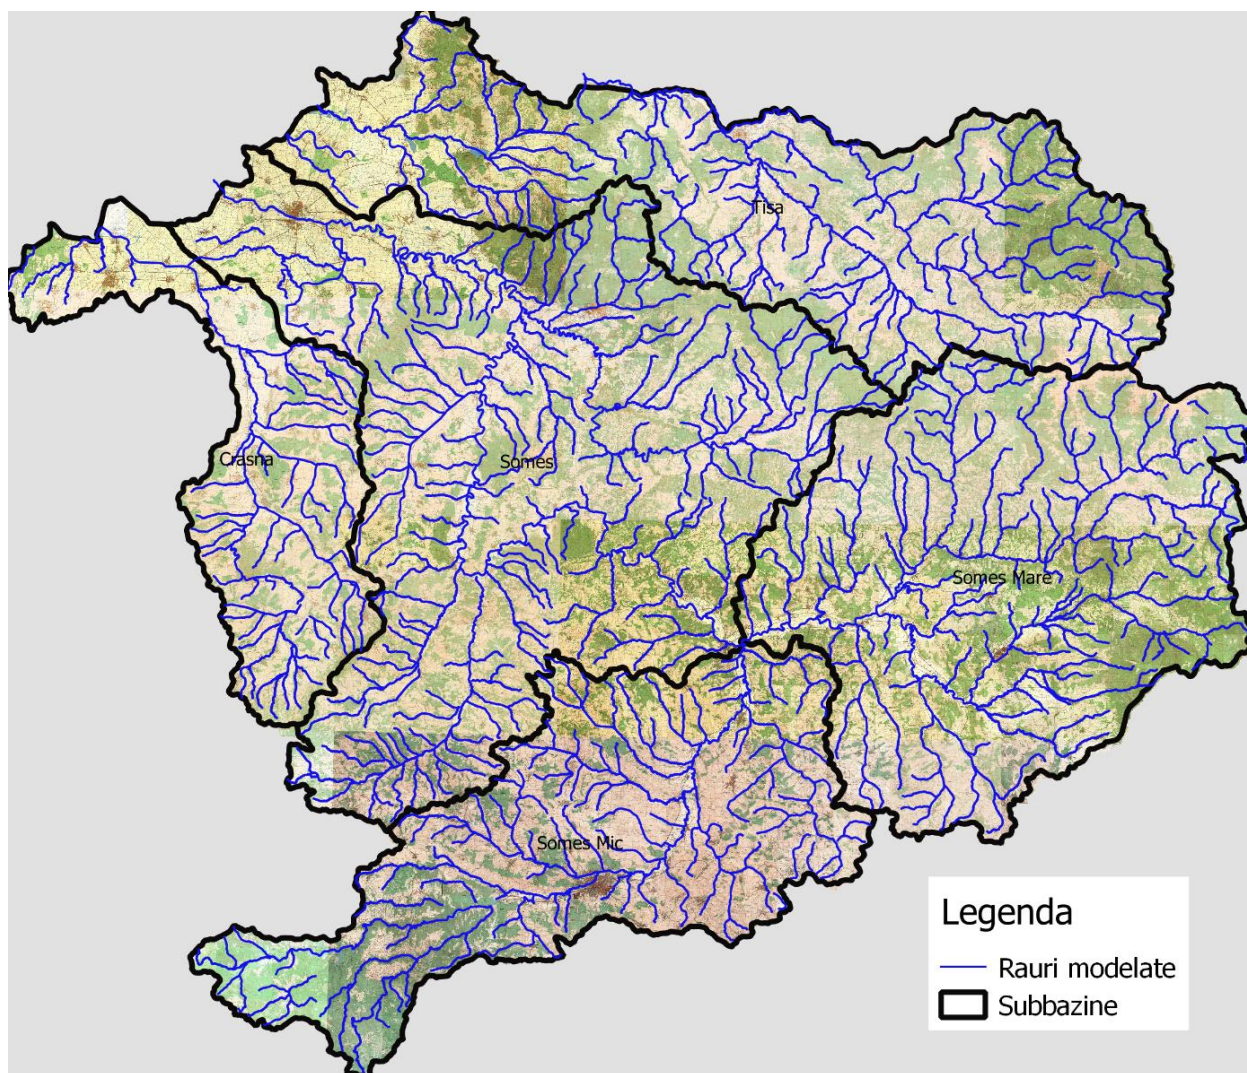 Tisa
Crasna
Somes
Somes Mare
Somes Mic
Legenda
Rauri modelate
Subbazine